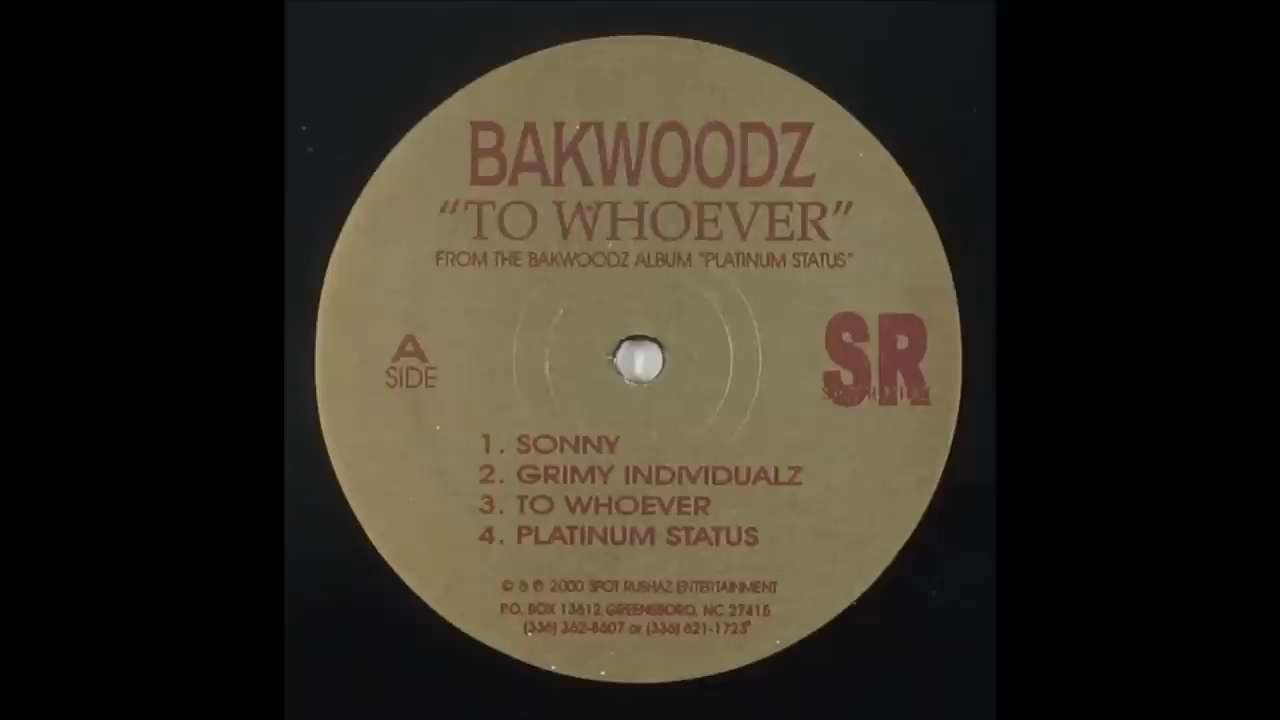 BAKWOODZ
“TO WHOEVER”
FROM THE BAKWOODZ ALBUM "PLATINUM STATUS"
A
SIDE
SR
1. SONNY
2. GRIMY INDIVIDUALZ
3. TO WHOEVER
4. PLATINUM STATUS
© & ℗ 2000 SPOT RUSHAZ ENTERTAINMENT
P.O. BOX 13612 GREENSBORO, NC 27415
(336) 362-8607 or (336) 621-1723